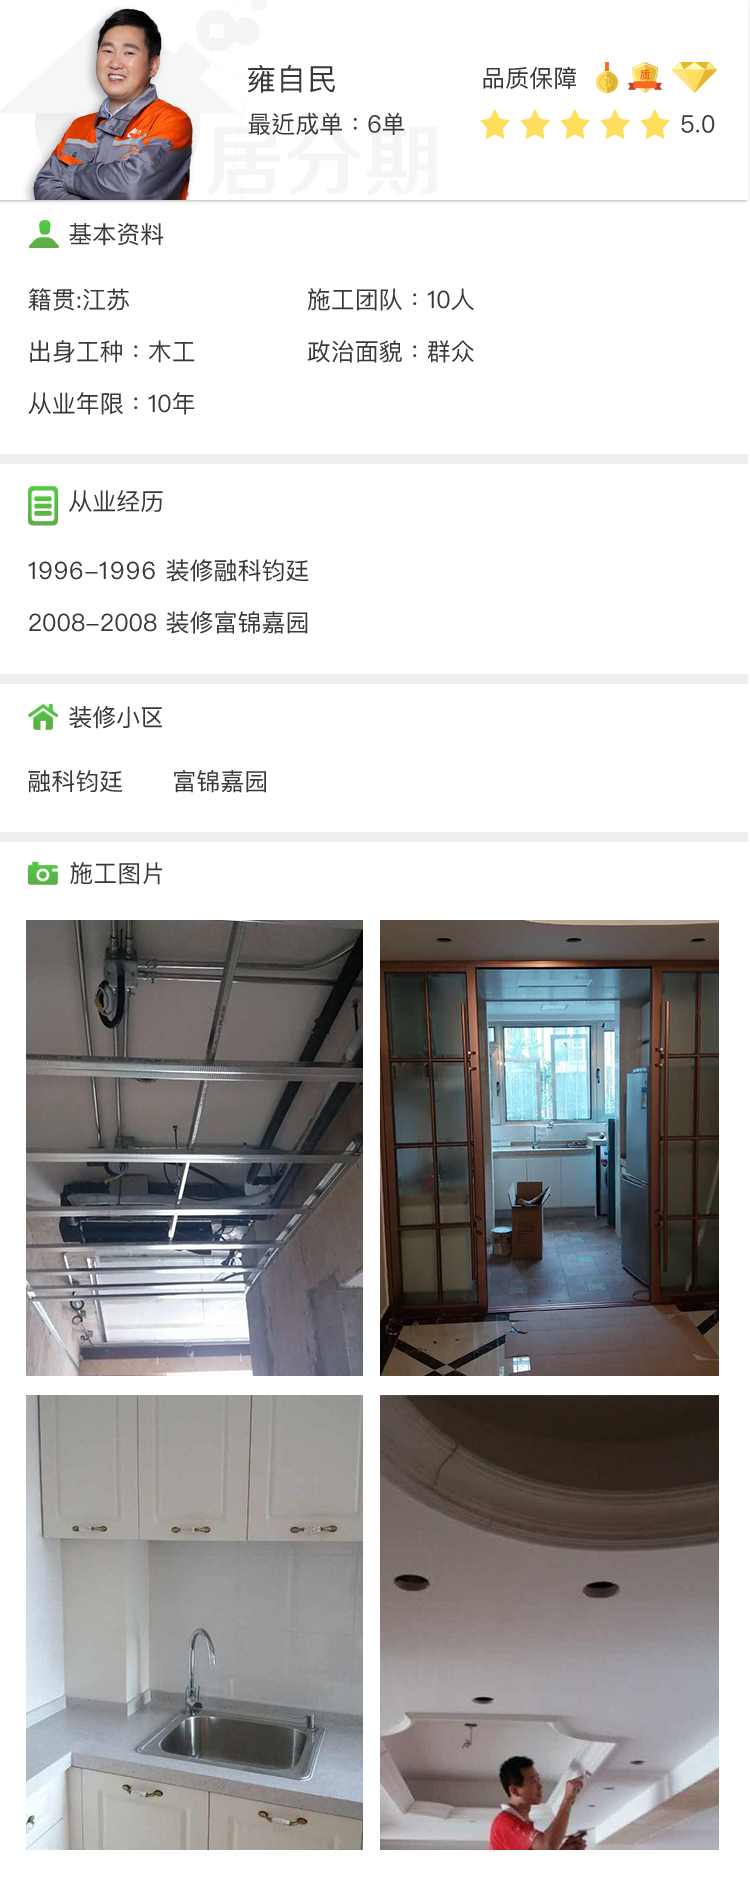 雍自民
品质保障
质
最近成单：6单
5.0
居分期
基本资料
籍贯:江苏
施工团队：10人
出身工种：木工
政治面貌：群众
从业年限：10年
从业经历
1996-1996 装修融科钧廷
2008-2008 装修富锦嘉园
装修小区
融科钧廷
富锦嘉园
施工图片